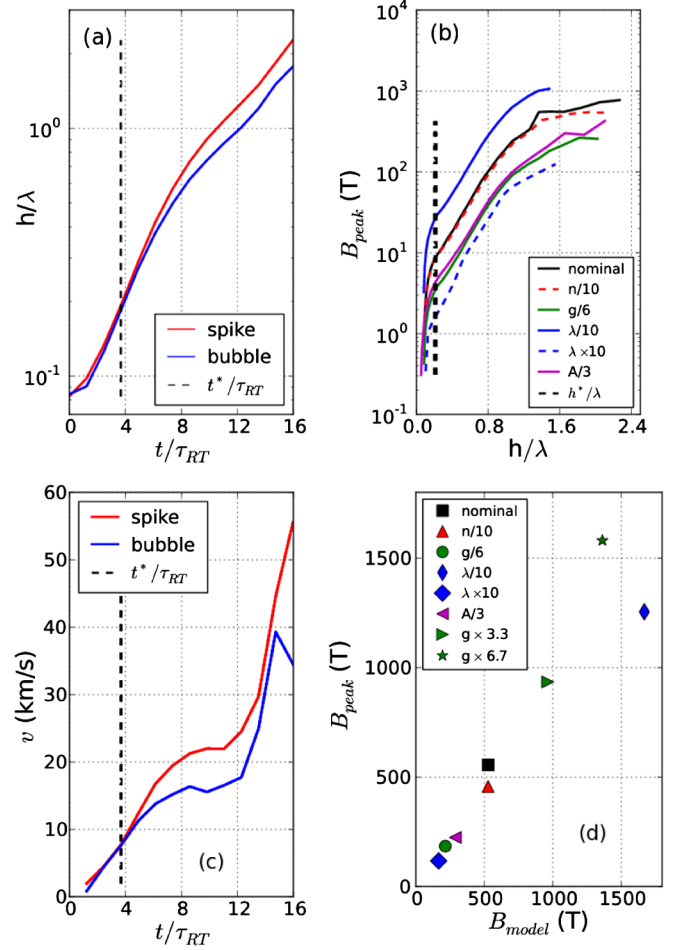 (a)
h/λ
10^0
10^-1
0 4 8 12 16
t/τ_RT
spike
bubble
t*/τ_RT
(b)
B_peak (T)
10^4
10^3
10^2
10^1
10^0
10^-1
0.0 0.8 1.6 2.4
h/λ
nominal
n/10
g/6
λ/10
λ×10
A/3
h*/λ
(c)
v (km/s)
60
50
40
30
20
10
0
0 4 8 12 16
t/τ_RT
spike
bubble
t*/τ_RT
(d)
B_peak (T)
1500
1000
500
0
0 500 1000 1500
B_model (T)
nominal
n/10
g/6
λ/10
λ×10
A/3
g × 3.3
g × 6.7